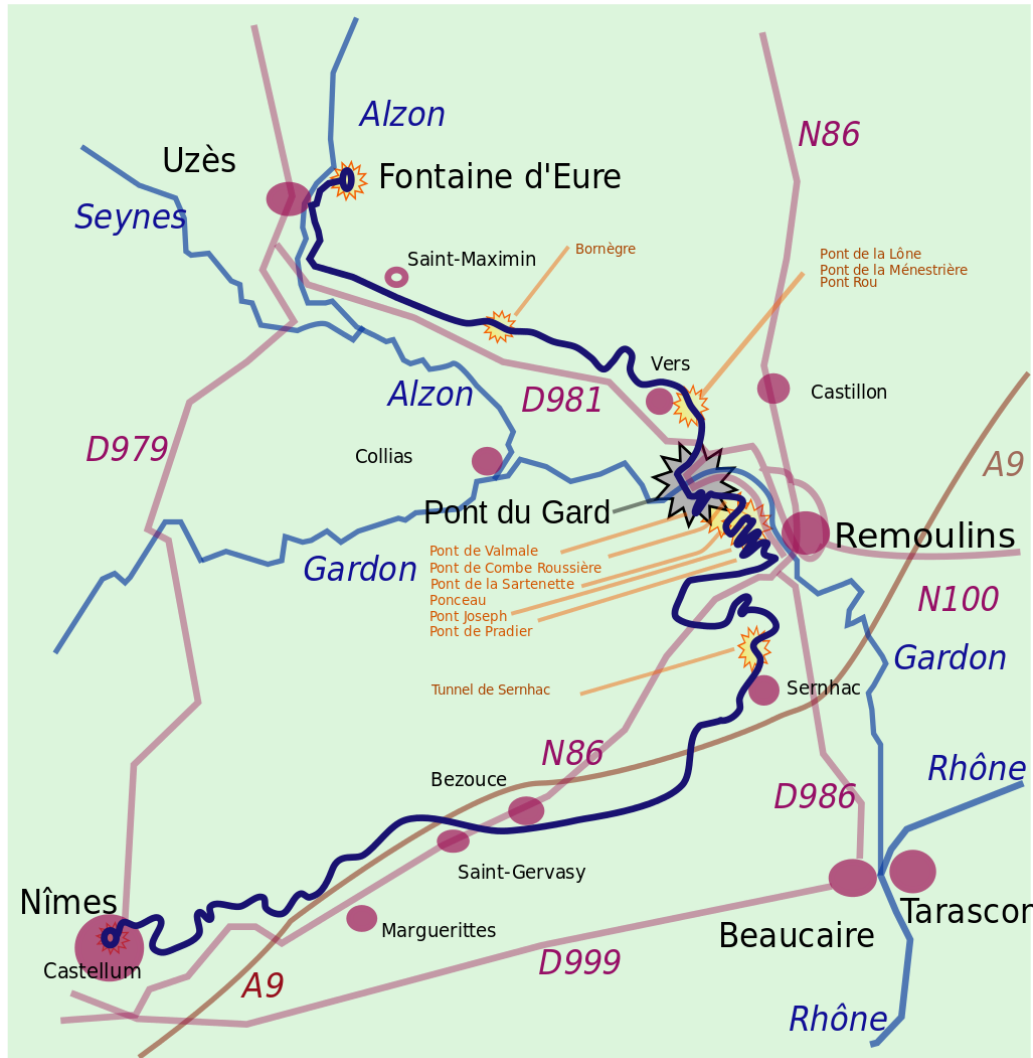 Alzon
N86
Uzès
Fontaine d'Eure
Seynes
Bornègre
Saint-Maximin
Pont de la Lône
Pont de la Ménestrière
Pont Rou
Vers
Castillon
Alzon
D981
D979
Collias
A9
Pont du Gard
Remoulins
Pont de Valmale
Pont de Combe Roussière
Pont de la Sartenette
Ponceau
Pont Joseph
Pont de Pradier
Gardon
N100
Gardon
Tunnel de Sernhac
Sernhac
N86
Rhône
Bezouce
D986
Saint-Gervasy
Nîmes
Tarascon
Marguerittes
Beaucaire
Castellum
D999
A9
Rhône